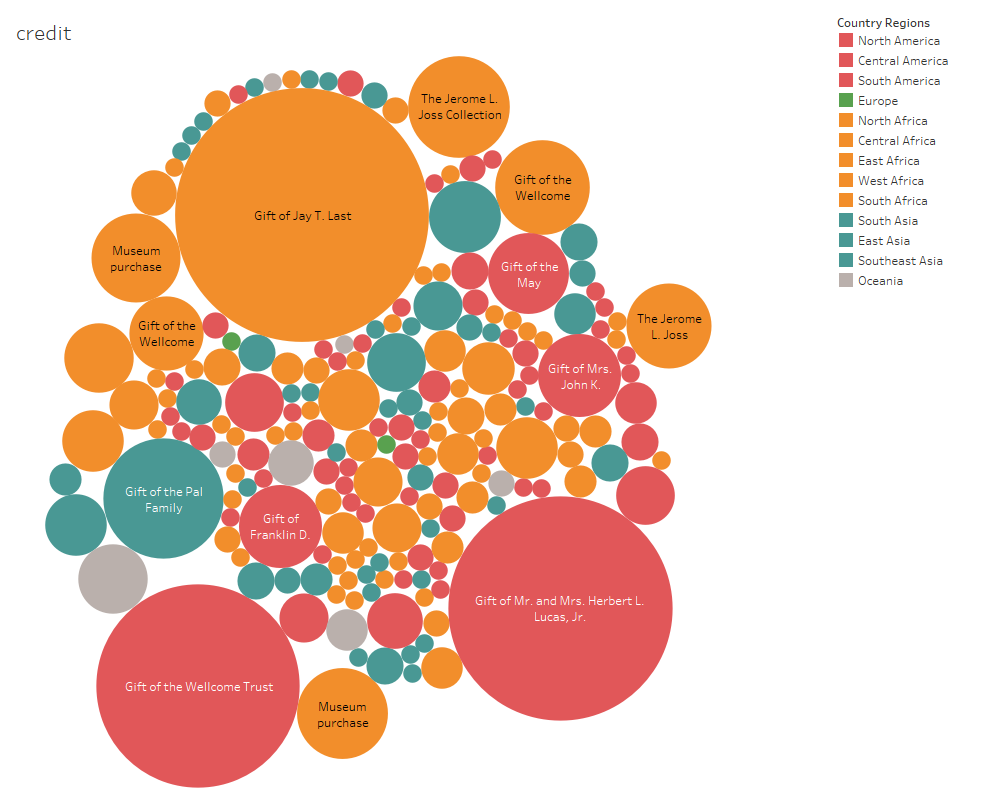 credit
Country Regions
North America
Central America
South America
Europe
North Africa
Central Africa
East Africa
West Africa
South Africa
South Asia
East Asia
Southeast Asia
Oceania
The Jerome L.
Joss Collection
Gift of the
Wellcome
Gift of Jay T. Last
Museum
purchase
Gift of the
May
Gift of the
Wellcome
The Jerome
L. Joss
Gift of Mrs.
John K.
Gift of the Pal
Family
Gift of
Franklin D.
Gift of Mr. and Mrs. Herbert L.
Lucas, Jr.
Gift of the Wellcome Trust
Museum
purchase